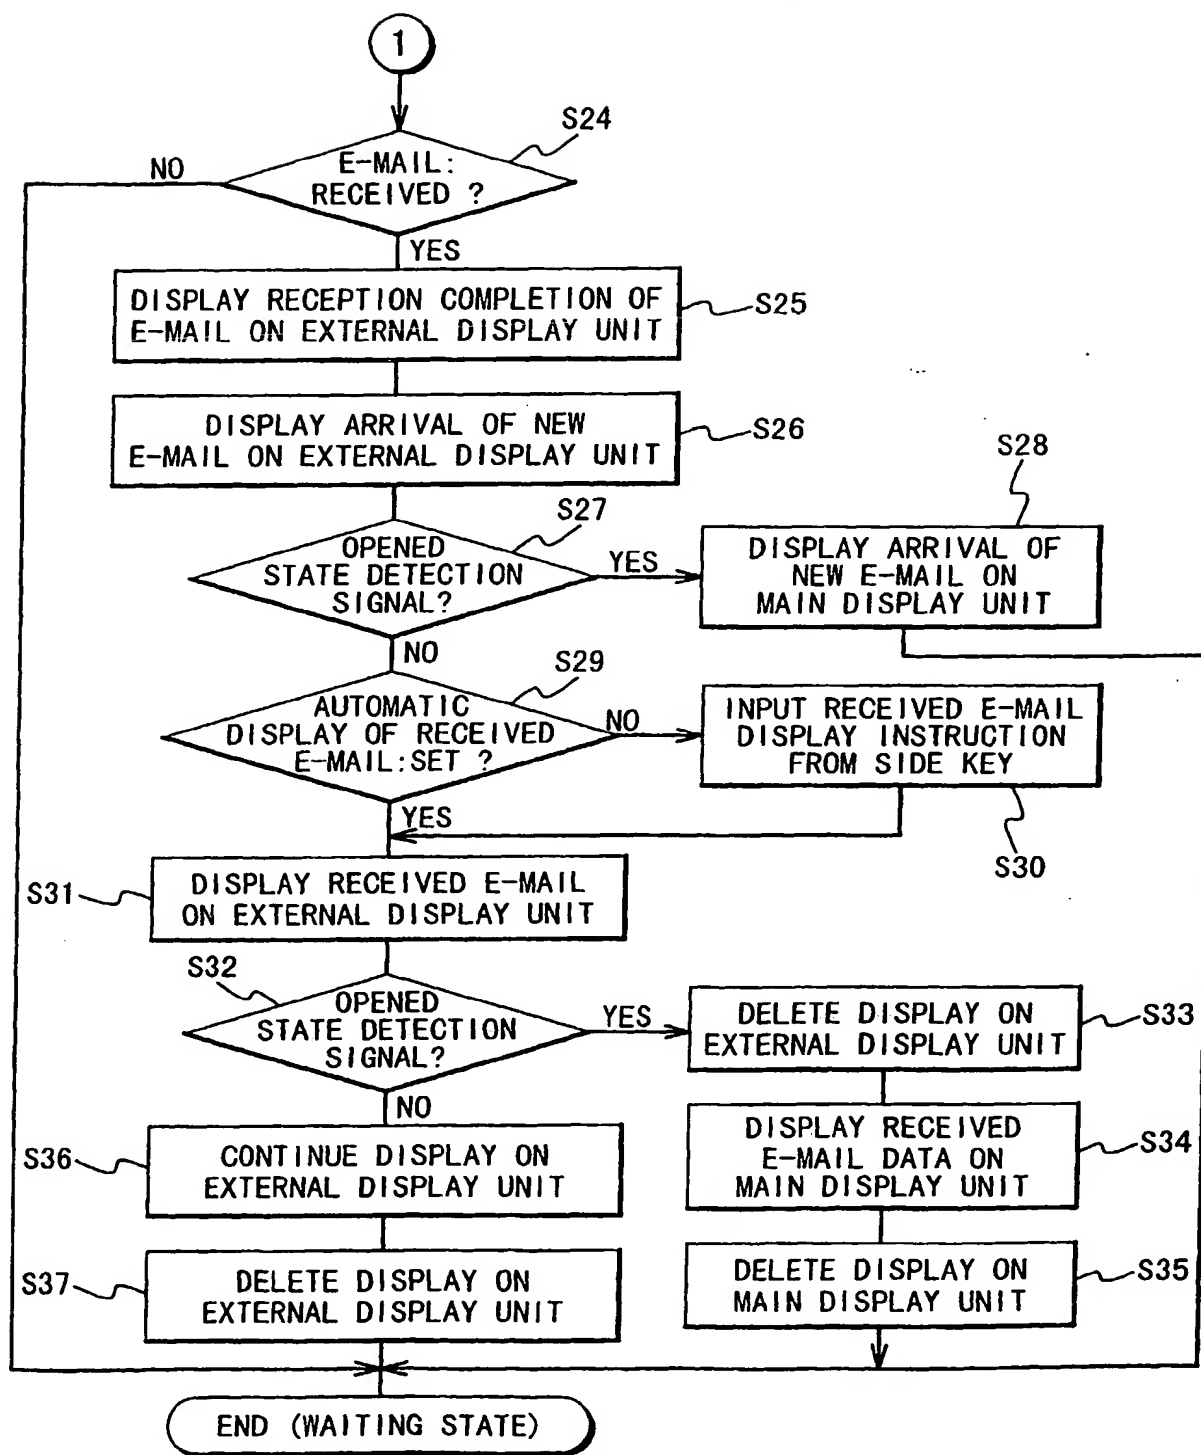 1
S24
NO
E-MAIL:
RECEIVED ?
YES
DISPLAY RECEPTION COMPLETION OF
E-MAIL ON EXTERNAL DISPLAY UNIT
S25
DISPLAY ARRIVAL OF NEW
E-MAIL ON EXTERNAL DISPLAY UNIT
S26
S27
OPENED
STATE DETECTION
SIGNAL?
YES
NO
S28
DISPLAY ARRIVAL OF
NEW E-MAIL ON
MAIN DISPLAY UNIT
S29
AUTOMATIC
DISPLAY OF RECEIVED
E-MAIL:SET ?
NO
YES
INPUT RECEIVED E-MAIL
DISPLAY INSTRUCTION
FROM SIDE KEY
S30
S31
DISPLAY RECEIVED E-MAIL
ON EXTERNAL DISPLAY UNIT
S32
OPENED
STATE DETECTION
SIGNAL?
YES
NO
DELETE DISPLAY ON
EXTERNAL DISPLAY UNIT
S33
DISPLAY RECEIVED
E-MAIL DATA ON
MAIN DISPLAY UNIT
S34
DELETE DISPLAY ON
MAIN DISPLAY UNIT
S35
S36
CONTINUE DISPLAY ON
EXTERNAL DISPLAY UNIT
S37
DELETE DISPLAY ON
EXTERNAL DISPLAY UNIT
END (WAITING STATE)